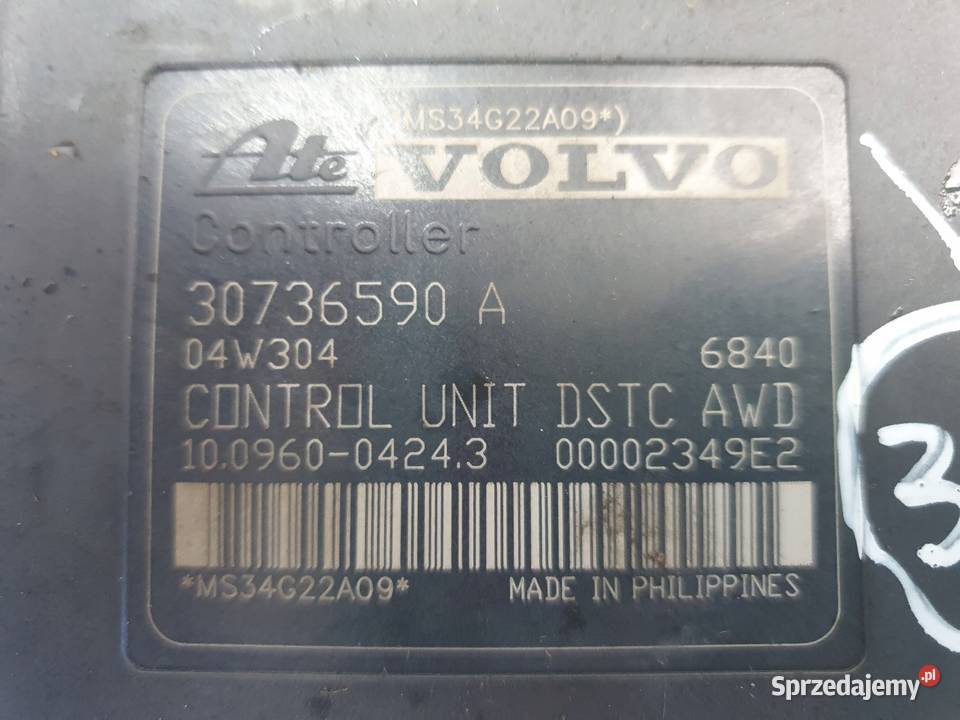 MS34G22A09*)
Ate VOLVO
Controller
30736590 A
04W304 6840
CONTROL UNIT DSTC AWD
10.0960-0424.3 00002349E2
*MS34G22A09* MADE IN PHILIPPINES
3
Sprzedajemy.pl